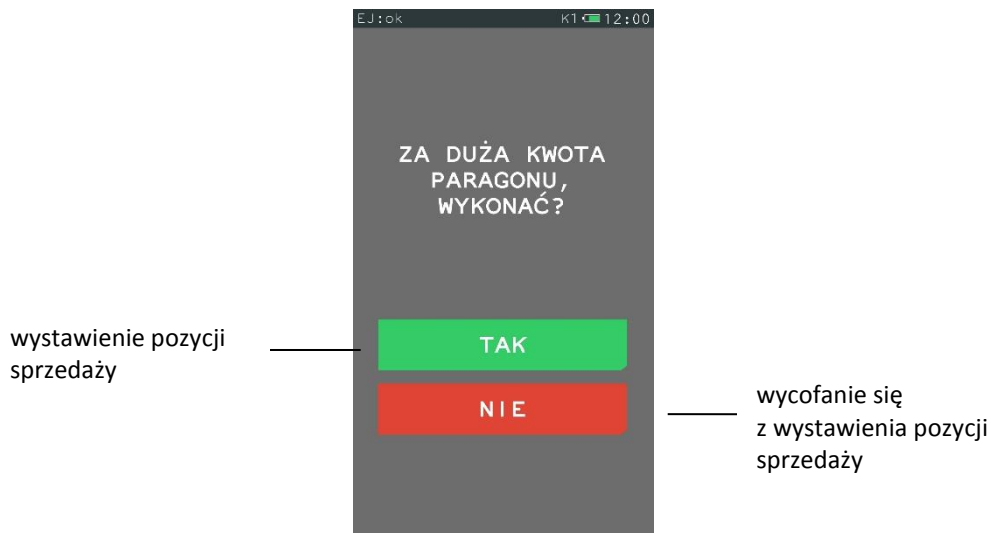 EJ:ok K1 12:00
ZA DUŻA KWOTA
PARAGONU,
WYKONAĆ?
wystawienie pozycji
sprzedaży
TAK
NIE
wycofanie się
z wystawienia pozycji
sprzedaży